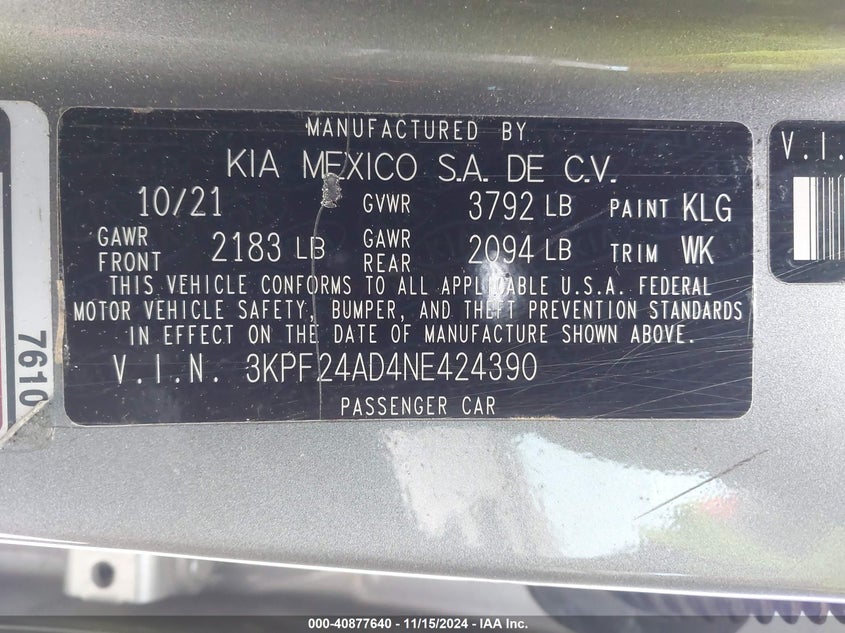 MANUFACTURED BY
KIA MEXICO S.A. DE C.V.
10/21 GVWR 3792 LB PAINT KLG
GAWR FRONT 2183 LB GAWR REAR 2094 LB TRIM WK
THIS VEHICLE CONFORMS TO ALL APPLICABLE U.S.A. FEDERAL
MOTOR VEHICLE SAFETY, BUMPER, AND THEFT PREVENTION STANDARDS
IN EFFECT ON THE DATE OF MANUFACTURE SHOWN ABOVE.
V.I.N. 3KPF24AD4NE424390
PASSENGER CAR
7610
V.I.
000-40877640 - 11/15/2024 - IAA Inc.